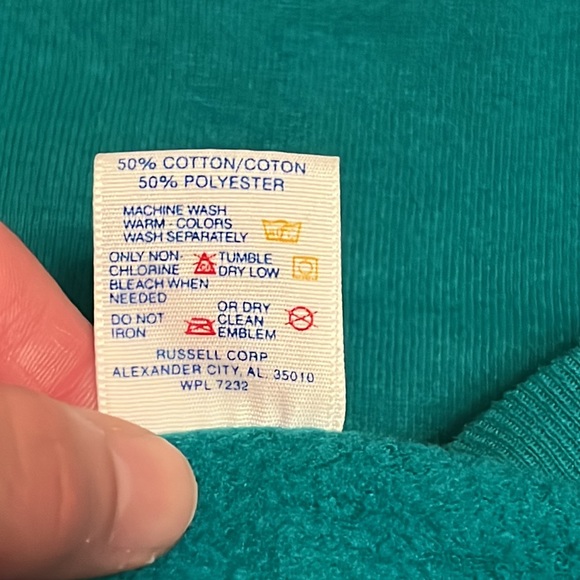 50% COTTON/COTON
50% POLYESTER
MACHINE WASH
WARM - COLORS
WASH SEPARATELY
ONLY NON-
CHLORINE
BLEACH WHEN
NEEDED
TUMBLE
DRY LOW
DO NOT
IRON
OR DRY
CLEAN
EMBLEM
RUSSELL CORP
ALEXANDER CITY, AL. 35010
WPL 7232